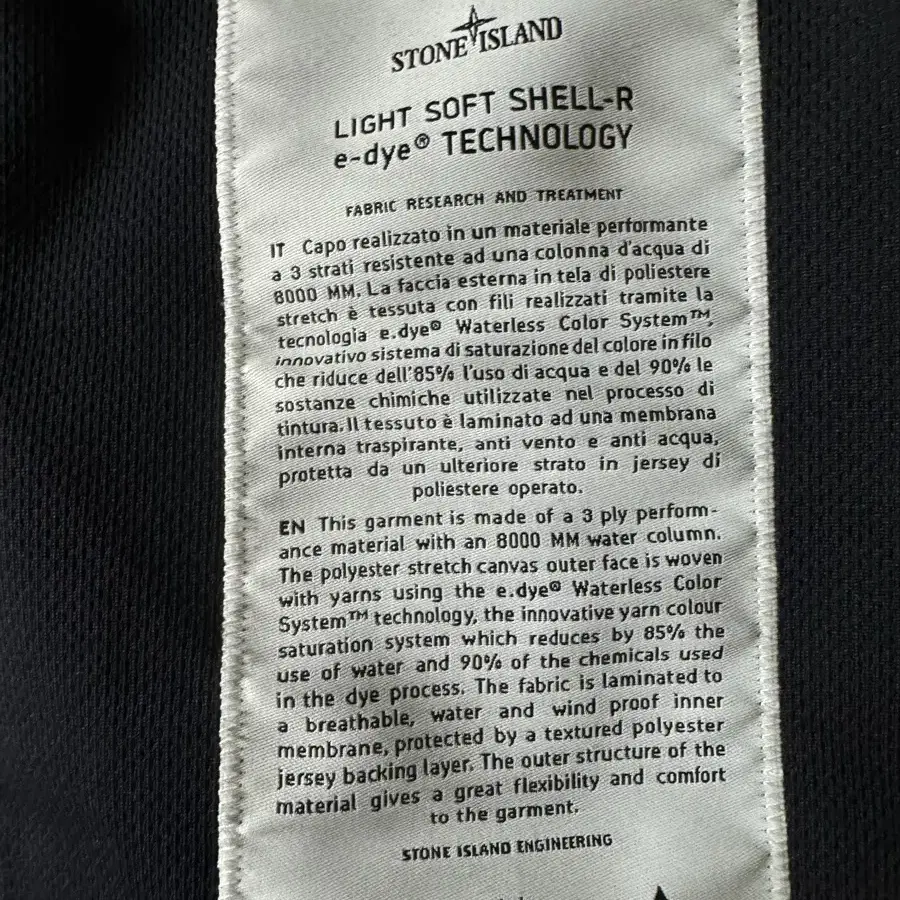 STONE ISLAND
LIGHT SOFT SHELL-R
e-dye® TECHNOLOGY
FABRIC RESEARCH AND TREATMENT
IT Capo realizzato in un materiale performante
a 3 strati resistente ad una colonna d'acqua di
8000 MM. La faccia esterna in tela di poliestere
stretch è tessuta con fili realizzati tramite la
tecnologia e.dye® Waterless Color System™,
innovativo sistema di saturazione del colore in filo
che riduce dell'85% l'uso di acqua e del 90% le
sostanze chimiche utilizzate nel processo di
tintura. Il tessuto è laminato ad una membrana
interna traspirante, anti vento e anti acqua,
protetta da un ulteriore strato in jersey di
poliestere operato.
EN This garment is made of a 3 ply perform-
ance material with an 8000 MM water column.
The polyester stretch canvas outer face is woven
with yarns using the e.dye® Waterless Color
System™ technology, the innovative yarn colour
saturation system which reduces by 85% the
use of water and 90% of the chemicals used
in the dye process. The fabric is laminated to
a breathable, water and wind proof inner
membrane, protected by a textured polyester
jersey backing layer. The outer structure of the
material gives a great flexibility and comfort
to the garment.
STONE ISLAND ENGINEERING